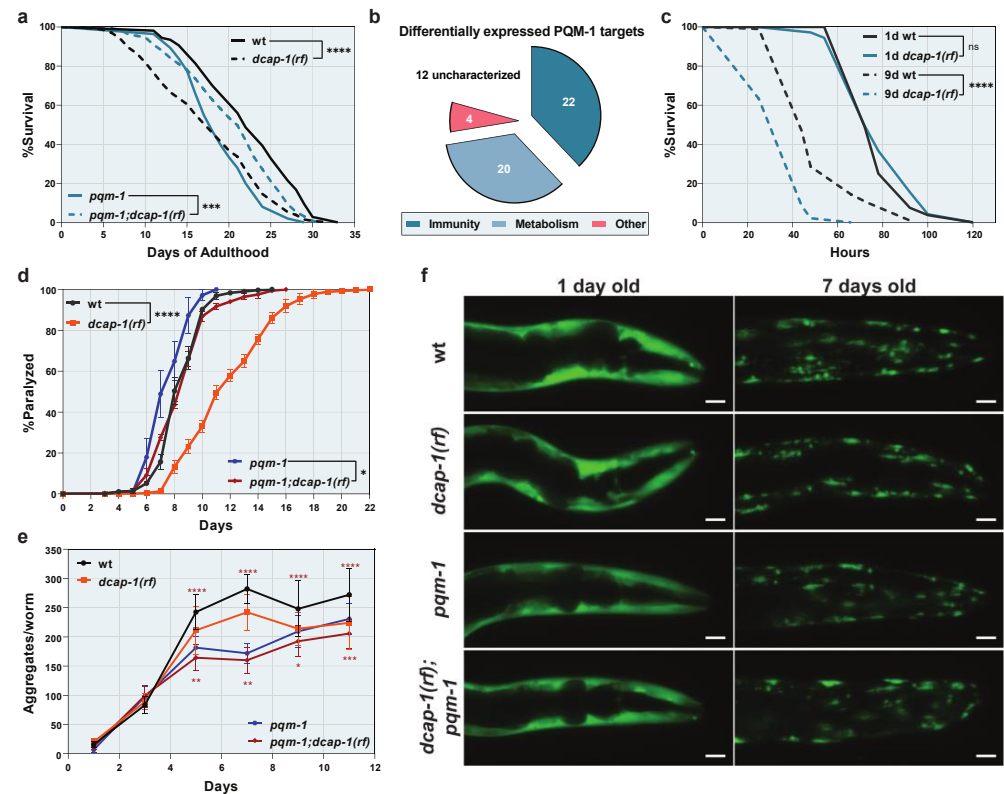 a
100
80
60
40
20
0
%Survival
wt
dcap-1(rf)
****
pqm-1
pqm-1;dcap-1(rf)
***
0 5 10 15 20 25 30 35
Days of Adulthood
b
Differentially expressed PQM-1 targets
12 uncharacterized
22
4
20
Immunity Metabolism Other
c
100
80
60
40
20
0
%Survival
1d wt
1d dcap-1(rf)
ns
9d wt
9d dcap-1(rf)
****
0 20 40 60 80 100 120
Hours
d
100
80
60
40
20
0
%Paralyzed
wt
dcap-1(rf)
****
pqm-1
pqm-1;dcap-1(rf)
*
0 2 4 6 8 10 12 14 16 18 20 22
Days
e
350
300
250
200
150
100
50
0
Aggregates/worm
wt
dcap-1(rf)
**** **** **** ****
** ** * ***
pqm-1
pqm-1;dcap-1(rf)
0 2 4 6 8 10 12
Days
f
1 day old 7 days old
wt
dcap-1(rf)
pqm-1
dcap-1(rf);
pqm-1